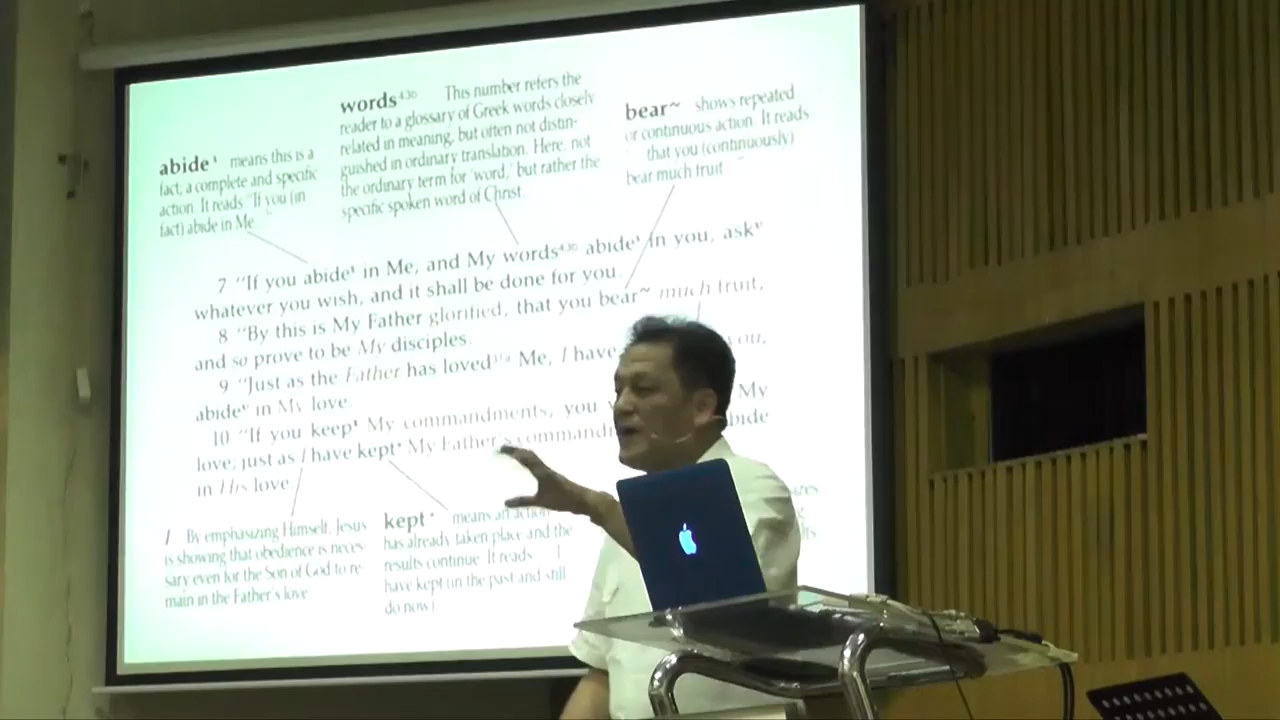 abide¹ means this is a
fact, a complete and specific
action. It reads "If you (in
fact) abide in Me
words⁴³ᵇ This number refers the
reader to a glossary of Greek words closely
related in meaning, but often not distin-
guished in ordinary translation. Here, not
the ordinary term for 'word,' but rather the
specific spoken word of Christ.
bear~ shows repeated
or continuous action. It reads
that you (continuously)
bear much fruit
7 "If you abide¹ in Me, and My words⁴³ᵇ abide¹ in you, askᵛ
whatever you wish, and it shall be done for you.
8 "By this is My Father glorified, that you bear~ much fruit,
and so prove to be My disciples.
9 "Just as the Father has loved Me, I have you,
abideᵛ in My love.
10 "If you keep¹ My commandments, you My
love; just as I have kept* My Father's
in His love.
I By emphasizing Himself, Jesus
is showing that obedience is neces-
sary even for the Son of God to re-
main in the Father's love
kept* means an action
has already taken place and the
results continue. It reads I
have kept (in the past and still
do now)